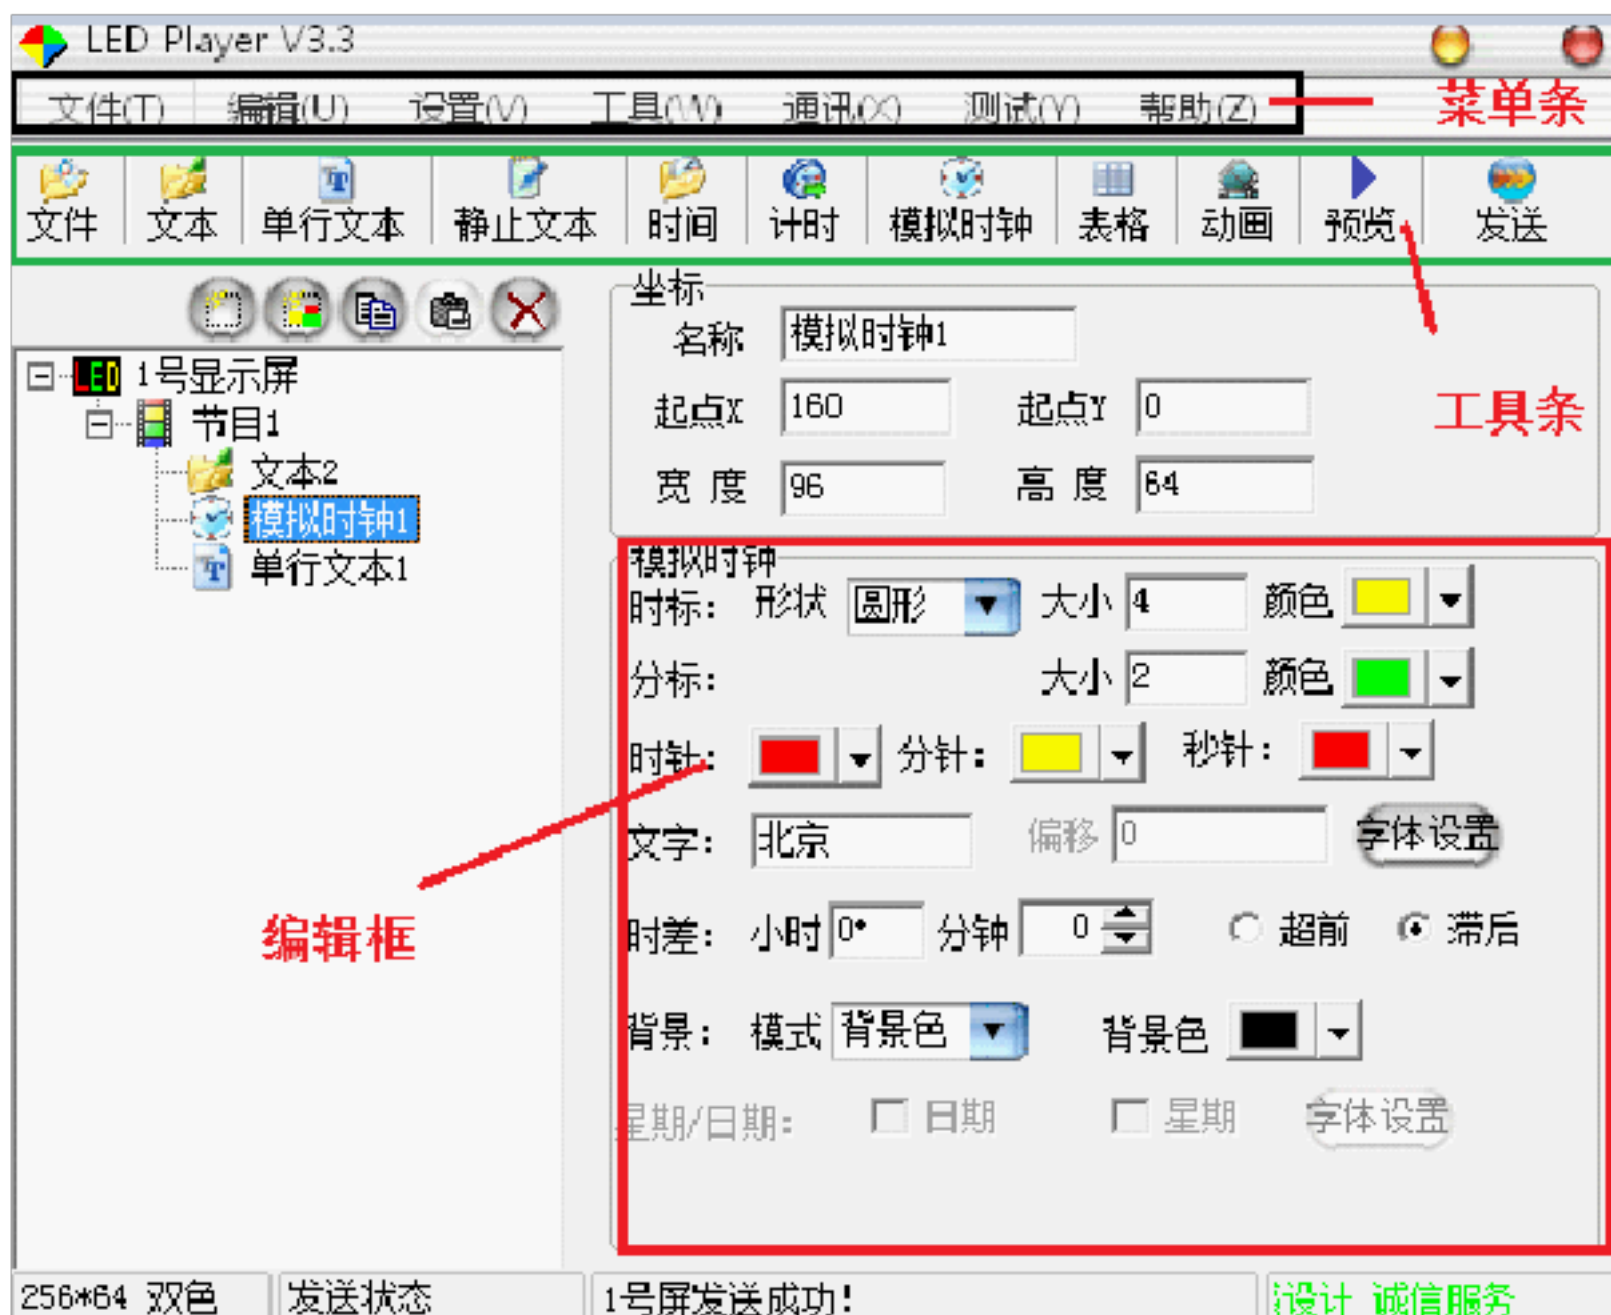 LED Player V3.3
文件(T) 编辑(U) 设置(V) 工具(W) 通讯(X) 测试(Y) 帮助(Z) 菜单条
文件 文本 单行文本 静止文本 时间 计时 模拟时钟 表格 动画 预览 发送
工具条
LED 1号显示屏
节目1
文本2
模拟时钟1
单行文本1
坐标
名称 模拟时钟1
起点X 160 起点Y 0
宽 度 96 高 度 64
模拟时钟
时标: 形状 圆形 大小 4 颜色
分标: 大小 2 颜色
时针: 分针: 秒针:
文字: 北京 偏移 0 字体设置
编辑框
时差: 小时 0 分钟 0 超前 滞后
背景: 模式 背景色 背景色
星期/日期: 日期 星期 字体设置
256*64 双色 发送状态 1号屏发送成功! 设计 诚信服务